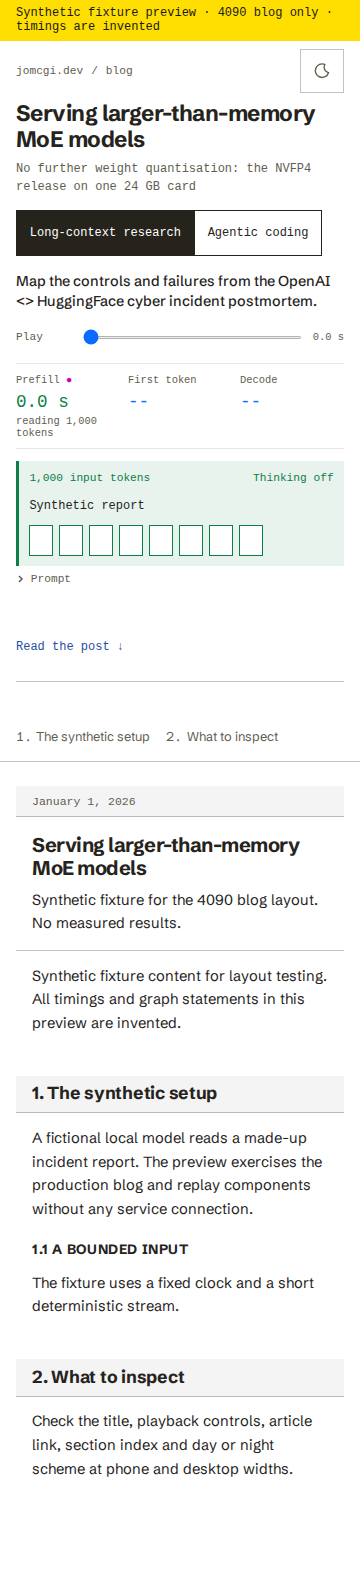 Synthetic fixture preview · 4090 blog only ·
timings are invented
jomcgi.dev / blog
Serving larger-than-memory
MoE models
No further weight quantisation: the NVFP4
release on one 24 GB card
Long-context research
Agentic coding
Map the controls and failures from the OpenAI
<> HuggingFace cyber incident postmortem.
Play
0.0 s
Prefill
First token
Decode
0.0 s
--
--
reading 1,000
tokens
1,000 input tokens
Thinking off
Synthetic report
Prompt
Read the post ↓
1. The synthetic setup
2. What to inspect
January 1, 2026
Serving larger-than-memory
MoE models
Synthetic fixture for the 4090 blog layout.
No measured results.
Synthetic fixture content for layout testing.
All timings and graph statements in this
preview are invented.
1. The synthetic setup
A fictional local model reads a made-up
incident report. The preview exercises the
production blog and replay components
without any service connection.
1.1 A BOUNDED INPUT
The fixture uses a fixed clock and a short
deterministic stream.
2. What to inspect
Check the title, playback controls, article
link, section index and day or night
scheme at phone and desktop widths.